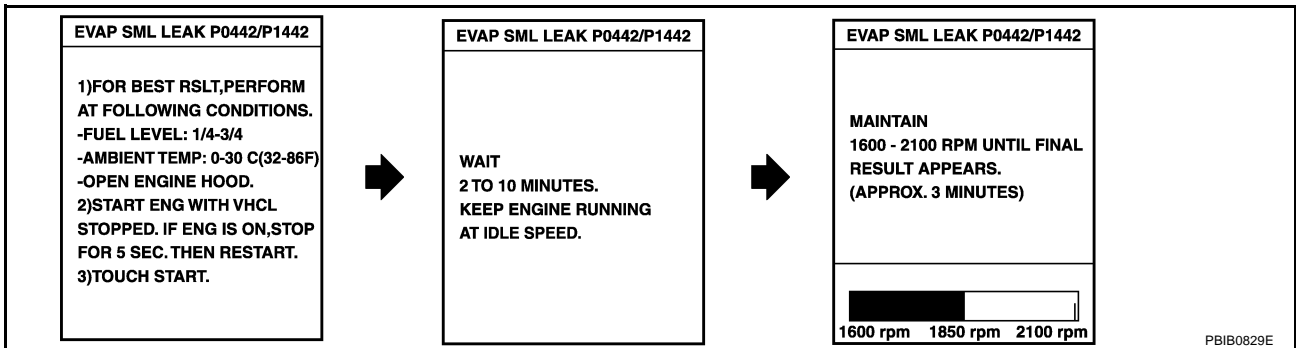 EVAP SML LEAK P0442/P1442
1)FOR BEST RSLT,PERFORM
AT FOLLOWING CONDITIONS.
-FUEL LEVEL: 1/4-3/4
-AMBIENT TEMP: 0-30 C(32-86F)
-OPEN ENGINE HOOD.
2)START ENG WITH VHCL
STOPPED. IF ENG IS ON,STOP
FOR 5 SEC. THEN RESTART.
3)TOUCH START.
EVAP SML LEAK P0442/P1442
WAIT
2 TO 10 MINUTES.
KEEP ENGINE RUNNING
AT IDLE SPEED.
EVAP SML LEAK P0442/P1442
MAINTAIN
1600 - 2100 RPM UNTIL FINAL
RESULT APPEARS.
(APPROX. 3 MINUTES)
1600 rpm 1850 rpm 2100 rpm
PBIB0829E